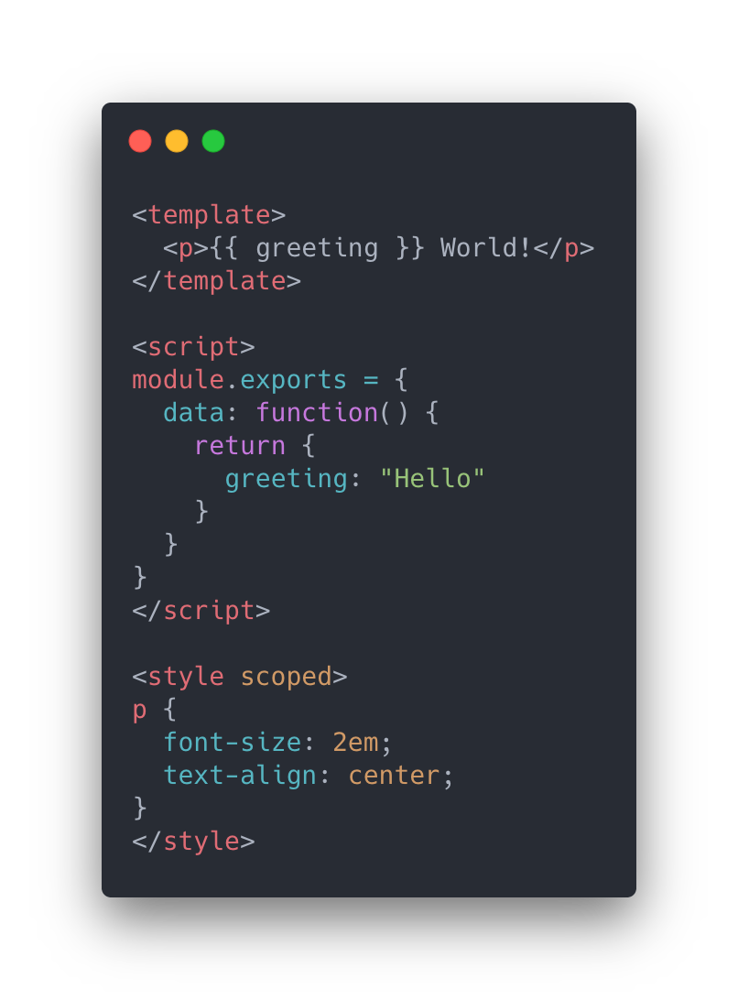 <template>
  <p>{{ greeting }} World!</p>
</template>

<script>
module.exports = {
  data: function() {
    return {
      greeting: "Hello"
    }
  }
}
</script>

<style scoped>
p {
  font-size: 2em;
  text-align: center;
}
</style>